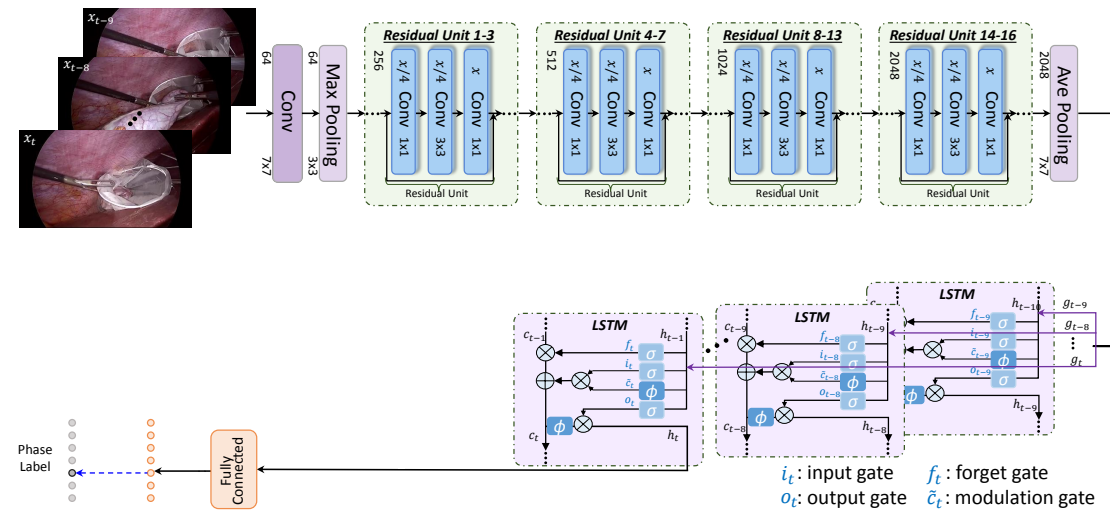 x_{t-9}
x_{t-8}
x_t
64
Conv
7x7
64
Max Pooling
3x3
Residual Unit 1-3
256
x/4 Conv 1x1
x/4 Conv 3x3
x Conv 1x1
Residual Unit
Residual Unit 4-7
512
x/4 Conv 1x1
x/4 Conv 3x3
x Conv 1x1
Residual Unit
Residual Unit 8-13
1024
x/4 Conv 1x1
x/4 Conv 3x3
x Conv 1x1
Residual Unit
Residual Unit 14-16
2048
x/4 Conv 1x1
x/4 Conv 3x3
x Conv 1x1
Residual Unit
2048
Ave Pooling
7x7
LSTM
h_{t-10}
g_{t-9}
g_{t-8}
g_t
f_{t-9}
σ
i_{t-9}
σ
c̃_{t-9}
ϕ
o_{t-9}
σ
h_{t-9}
LSTM
c_{t-9}
h_{t-9}
f_{t-8}
σ
i_{t-8}
σ
c̃_{t-8}
ϕ
o_{t-8}
σ
ϕ
c_{t-8}
h_{t-8}
LSTM
c_{t-1}
h_{t-1}
f_t
σ
i_t
σ
c̃_t
ϕ
o_t
σ
ϕ
c_t
h_t
Fully
Connected
Phase
Label
i_t: input gate
f_t: forget gate
o_t: output gate
c̃_t: modulation gate